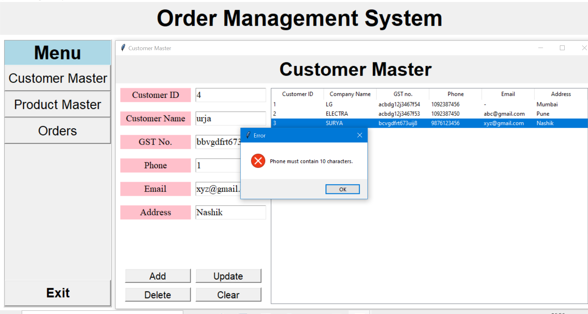 Order Management System
Menu
Customer Master
Product Master
Orders
Exit
Customer Master
Customer Master
Customer ID 4
Customer Name urja
GST No. bbvgdfrt673
Phone 1
Email xyz@gmail.
Address Nashik
Add Update
Delete Clear
Customer ID Company Name GST no. Phone Email Address
1 LG acbdg12j3467f54 1092387456 - Mumbai
2 ELECTRA acbdg12j3467f53 1092387450 abc@gmail.com Pune
3 SURYA bcvgdfrt673uij8 9876123456 xyz@gmail.com Nashik
Error
Phone must contain 10 characters.
OK